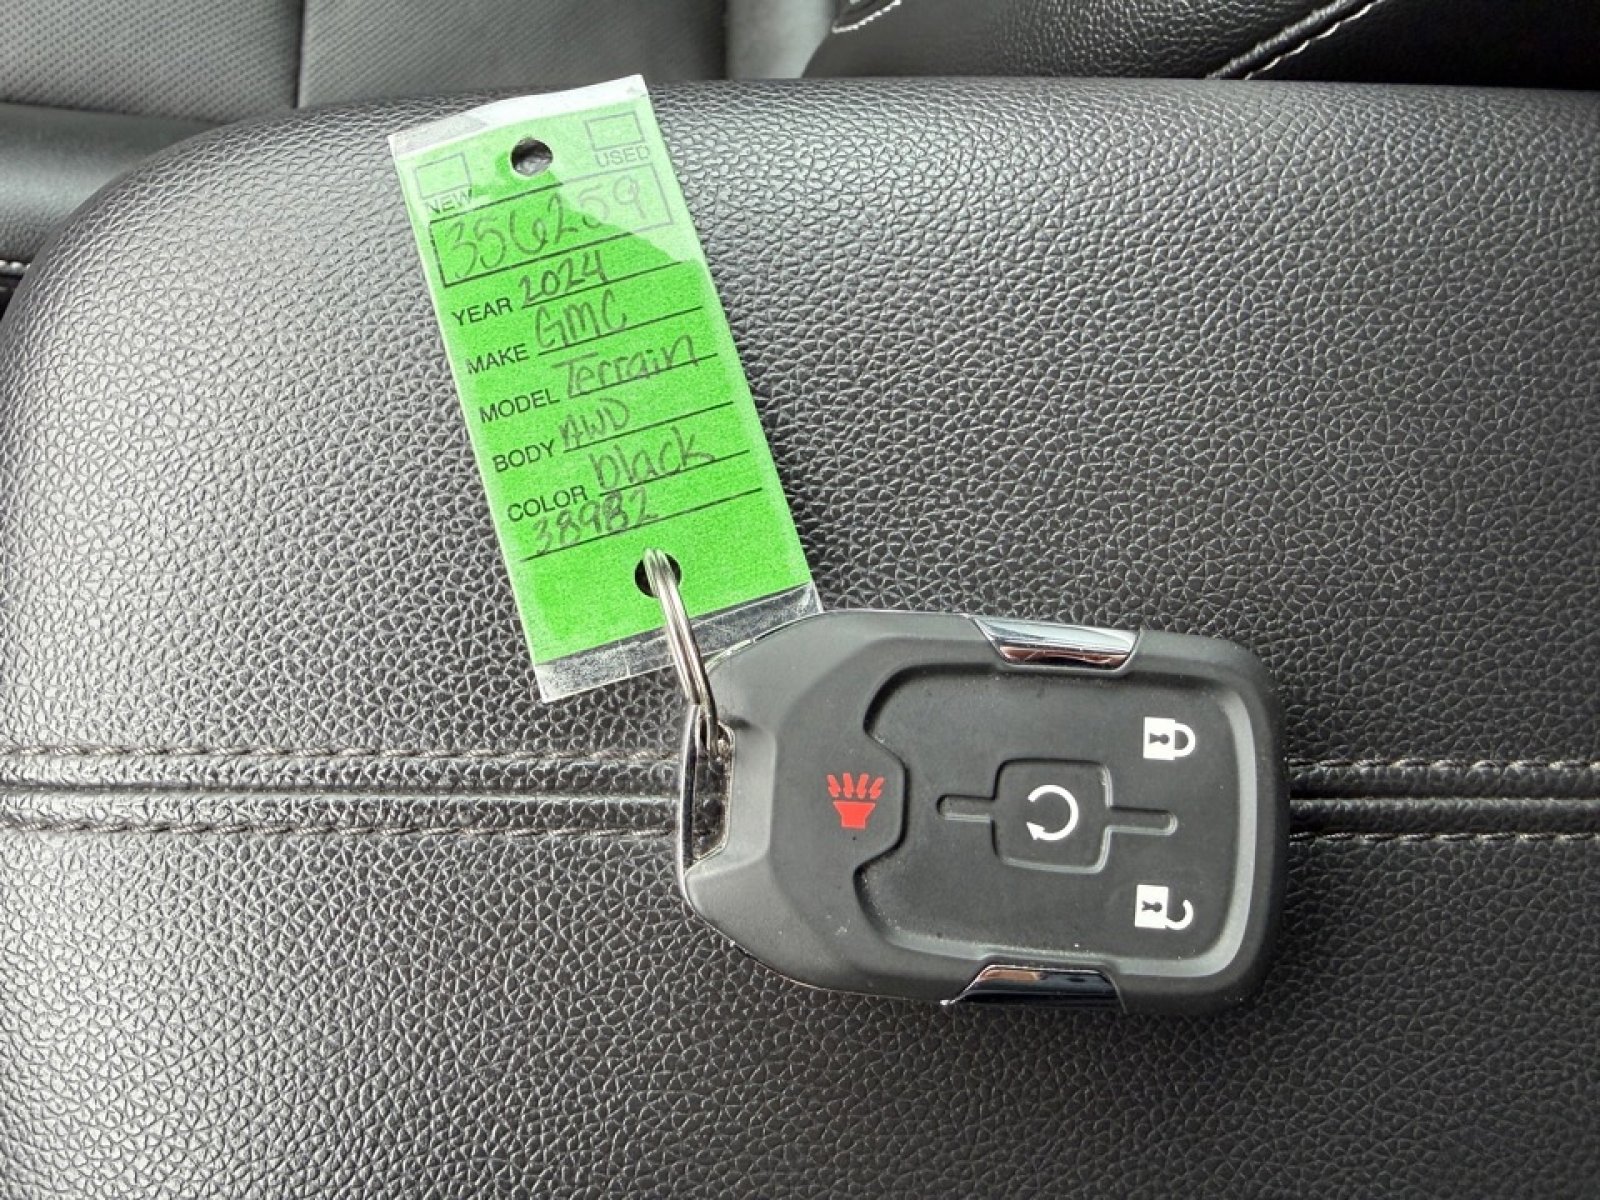 NEW USED
356259
YEAR 2024
MAKE GMC
MODEL Terrain
BODY AWD
COLOR black
38982